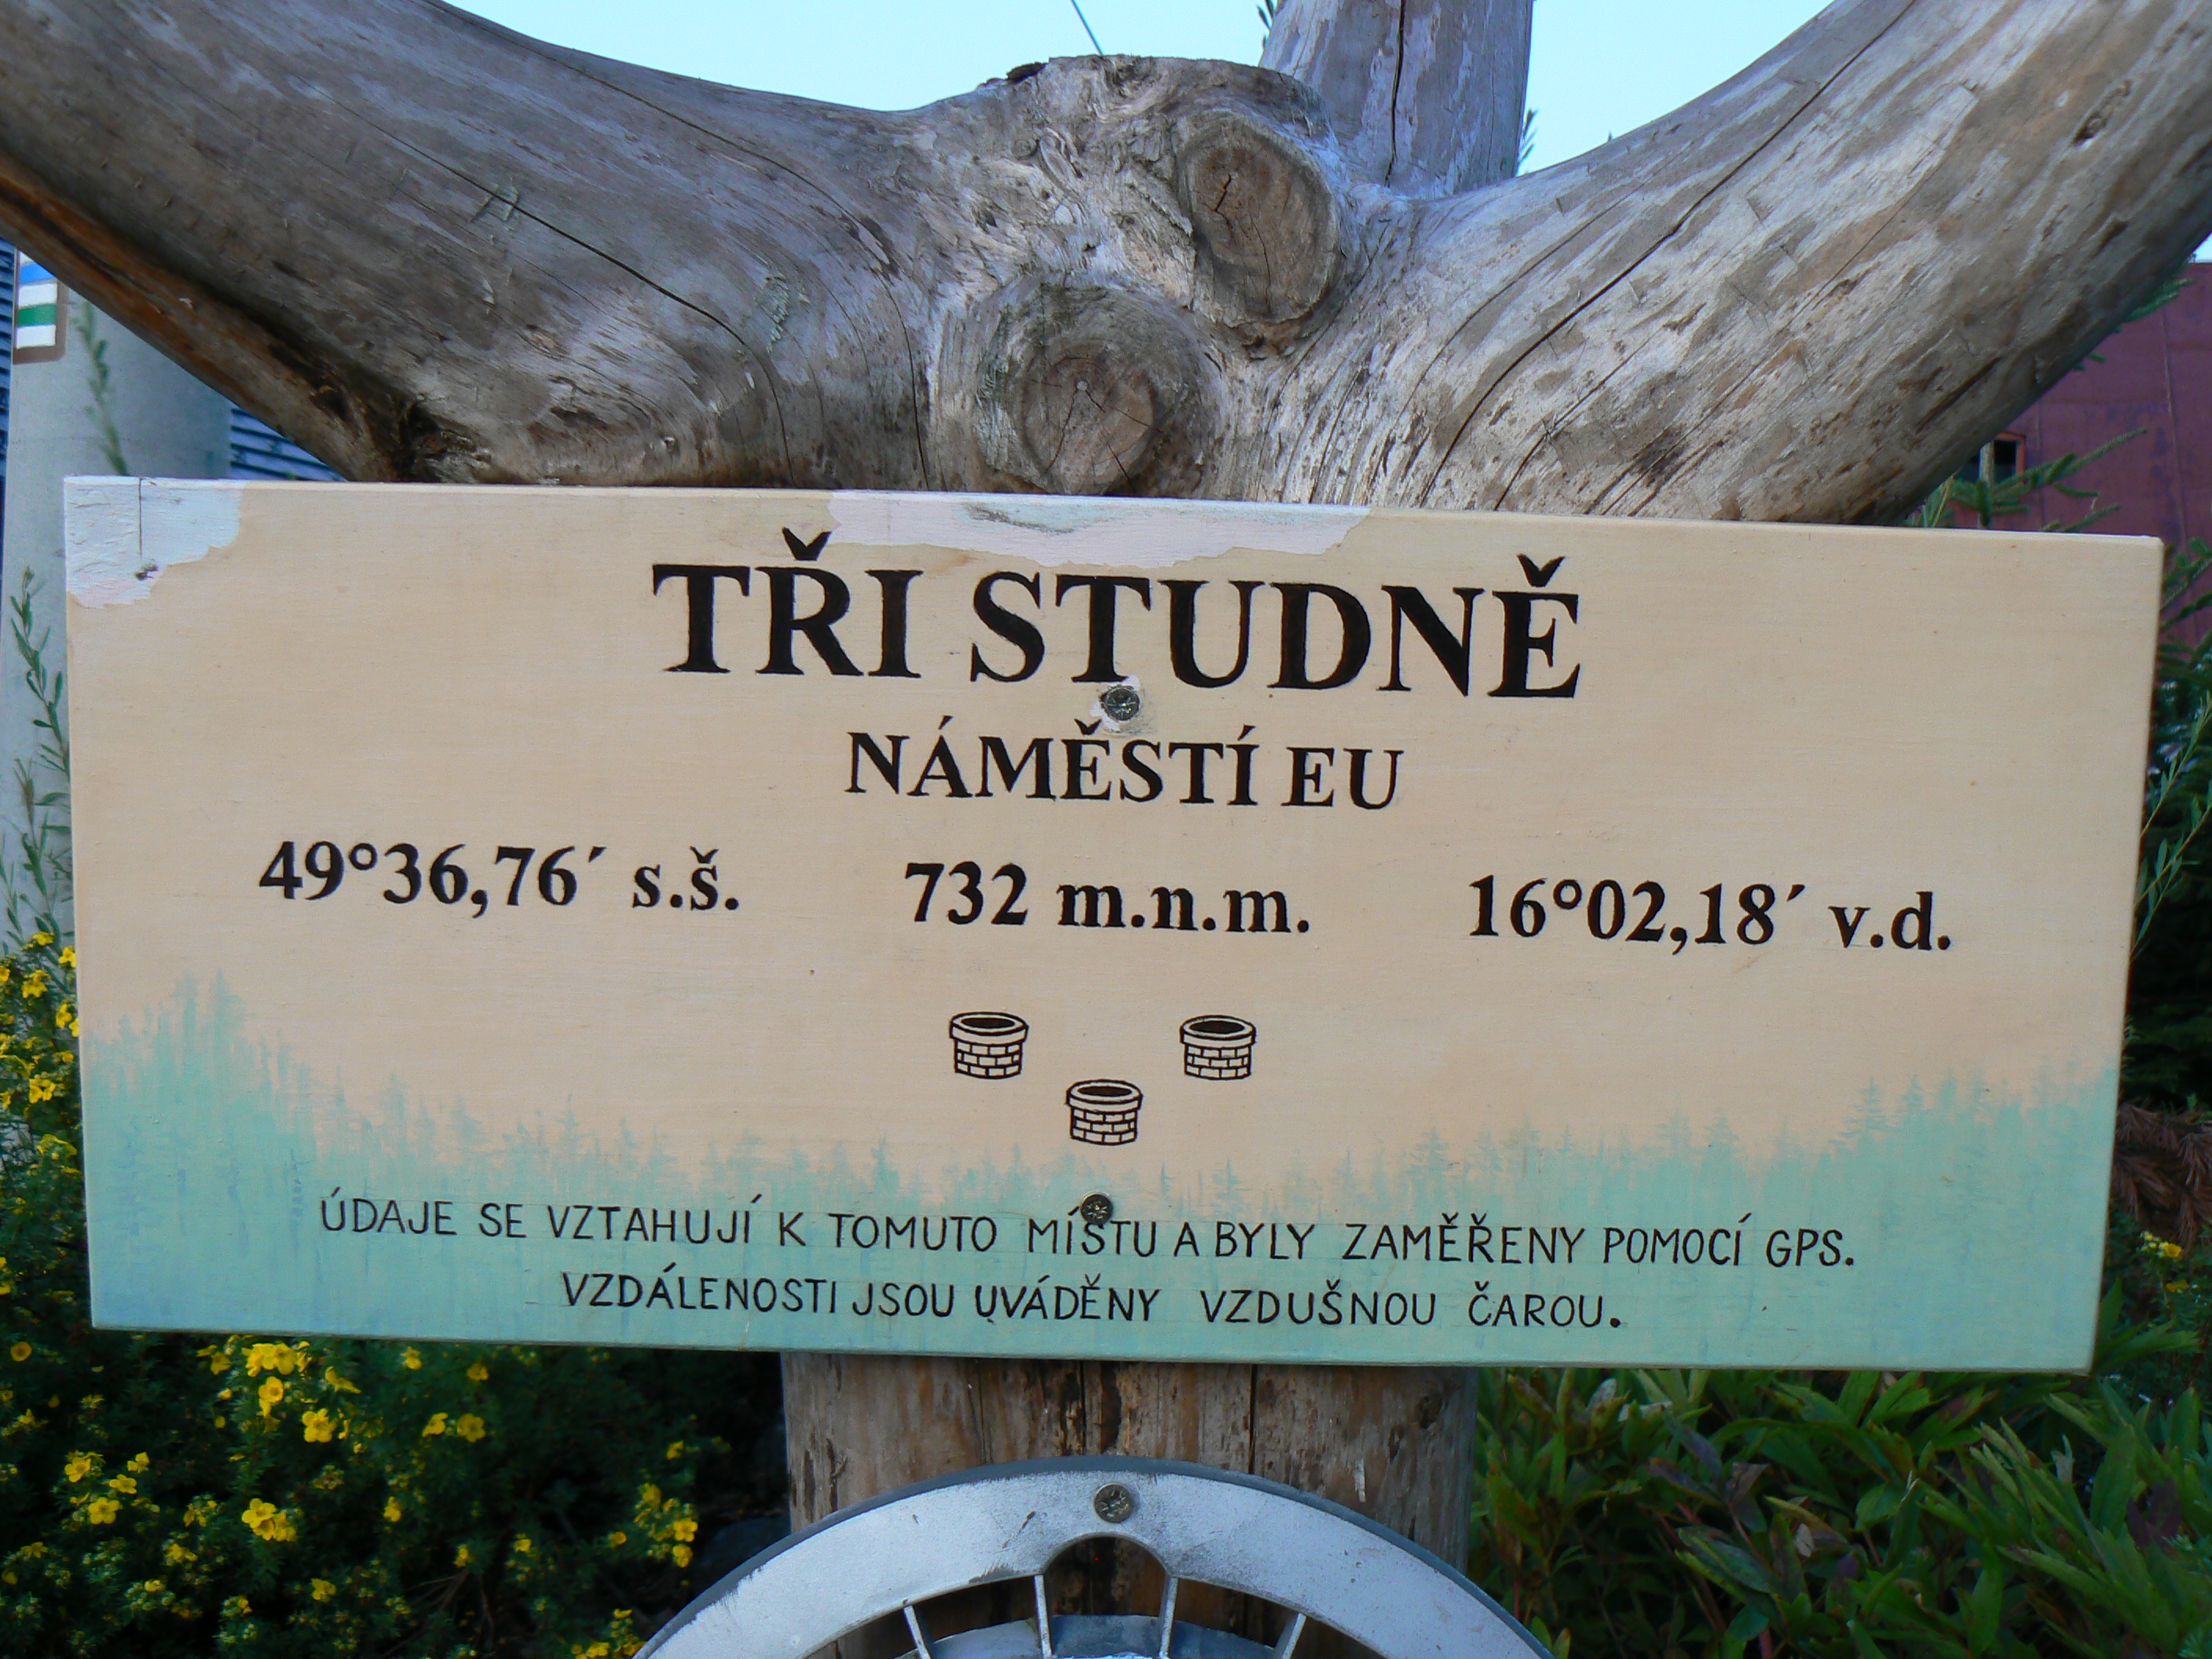 TŘI STUDNĚ
NÁMĚSTÍ EU
49°36,76´ s.š. 732 m.n.m. 16°02,18´ v.d.
ÚDAJE SE VZTAHUJÍ K TOMUTO MÍSTU A BYLY ZAMĚŘENY POMOCÍ GPS.
VZDÁLENOSTI JSOU UVÁDĚNY VZDUŠNOU ČAROU.